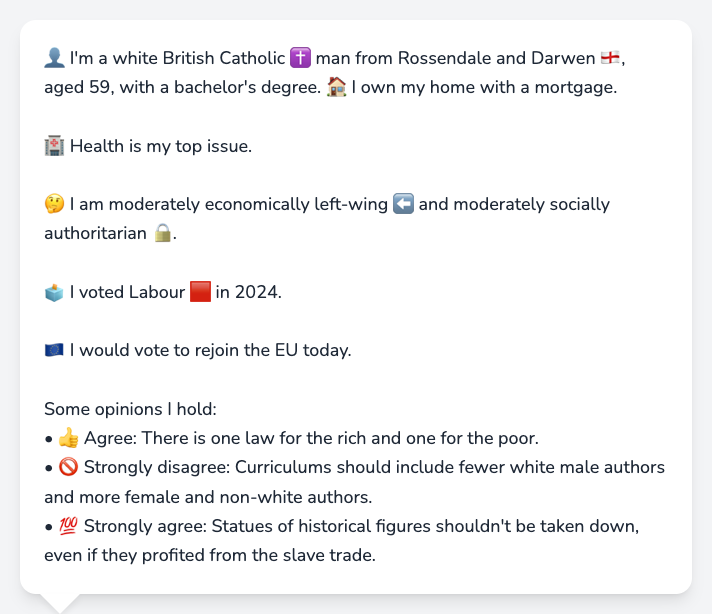 👤 I'm a white British Catholic ✝️ man from Rossendale and Darwen 🏴󠁧󠁢󠁥󠁮󠁧󠁿,
aged 59, with a bachelor's degree. 🏠 I own my home with a mortgage.
🏥 Health is my top issue.
🤔 I am moderately economically left-wing ⬅️ and moderately socially
authoritarian 🔒.
🗳️ I voted Labour 🟥 in 2024.
🇪🇺 I would vote to rejoin the EU today.
Some opinions I hold:
• 👍 Agree: There is one law for the rich and one for the poor.
• 🚫 Strongly disagree: Curriculums should include fewer white male authors
and more female and non-white authors.
• 💯 Strongly agree: Statues of historical figures shouldn't be taken down,
even if they profited from the slave trade.